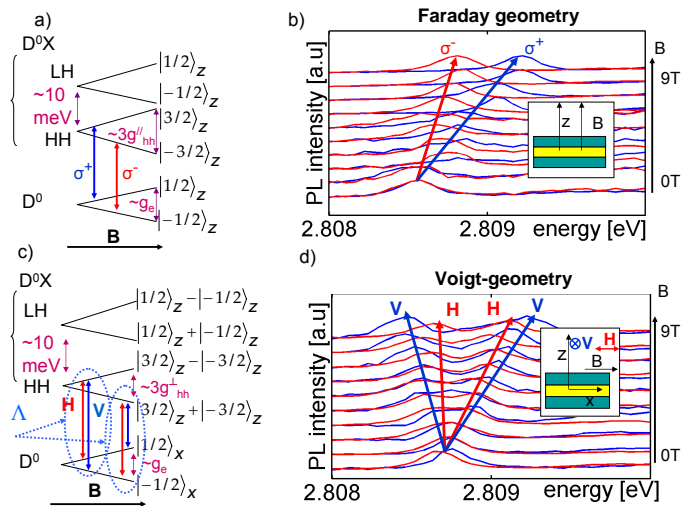 a)
D⁰X
LH
~10
meV
HH
D⁰
|1/2⟩z
|−1/2⟩z
|3/2⟩z
~3g″hh
|−3/2⟩z
σ⁺
σ⁻
|1/2⟩z
~gₑ
|−1/2⟩z
B
b)
Faraday geometry
PL intensity [a.u]
σ⁻
σ⁺
B
9T
0T
z
B
2.808
2.809
energy [eV]
c)
D⁰X
LH
~10
meV
HH
Λ
D⁰
|1/2⟩z−|−1/2⟩z
|1/2⟩z+|−1/2⟩z
|3/2⟩z−|−3/2⟩z
~3g⊥hh
|3/2⟩z+|−3/2⟩z
H
V
|1/2⟩x
~gₑ
|−1/2⟩x
B
d)
Voigt-geometry
PL intensity [a.u]
V
H
H
V
B
9T
0T
⊗V
H
z
B
x
2.808
2.809
energy [eV]